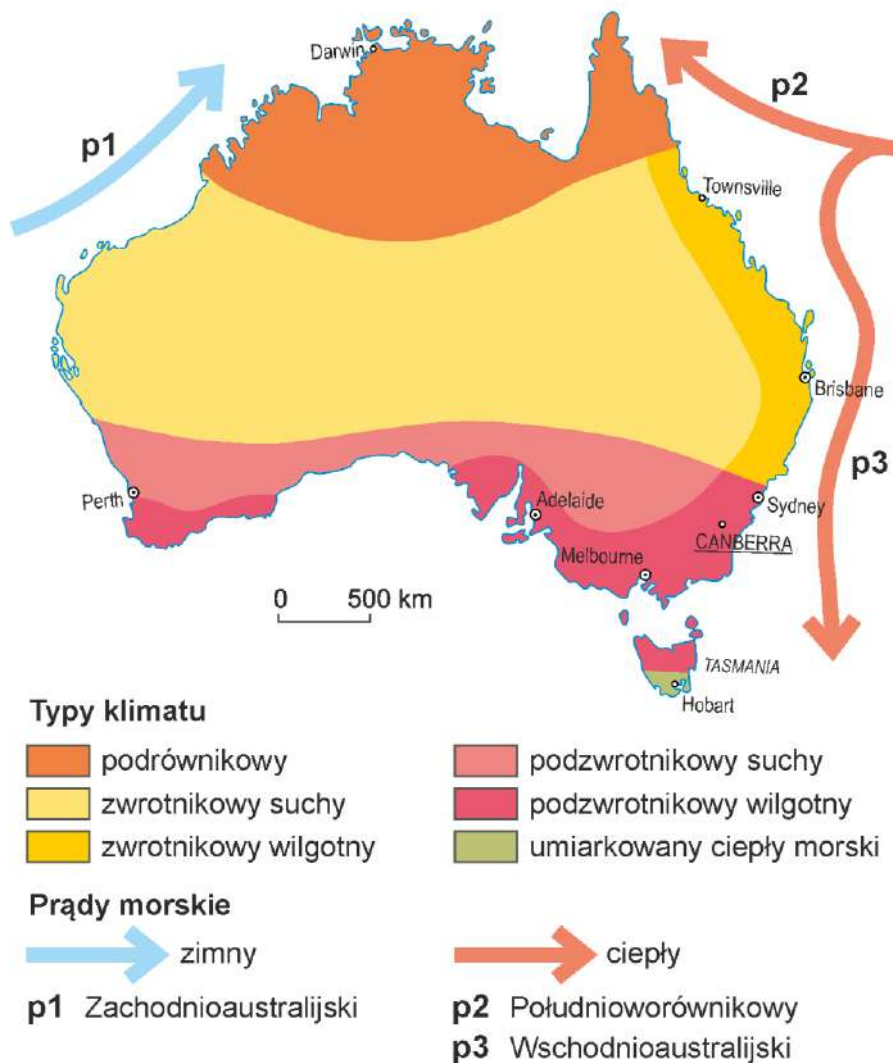 Darwin
p1
p2
Townsville
Brisbane
p3
Perth
Adelaide
Sydney
CANBERRA
Melbourne
0 500 km
TASMANIA
Hobart
Typy klimatu
podrównikowy
zwrotnikowy suchy
zwrotnikowy wilgotny
podzwrotnikowy suchy
podzwrotnikowy wilgotny
umiarkowany ciepły morski
Prądy morskie
zimny
p1 Zachodnioaustralijski
ciepły
p2 Południoworównikowy
p3 Wschodnioaustralijski